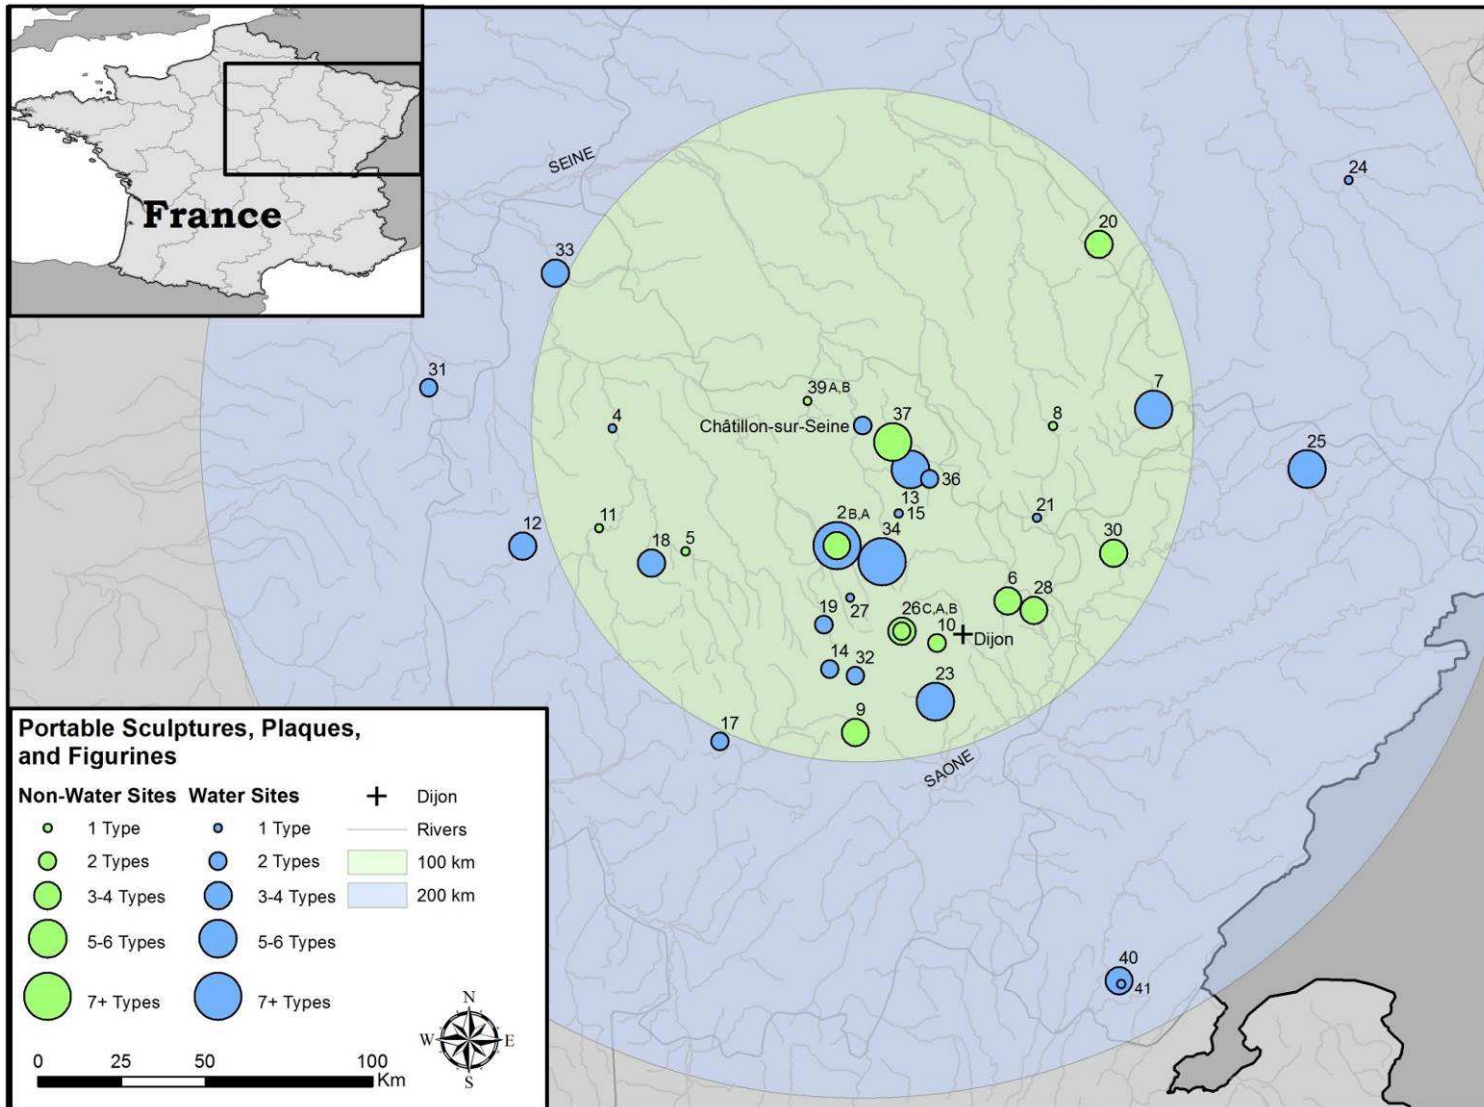 France
SEINE
24
20
33
7
31
39 A,B
4
37
8
Châtillon-sur-Seine
25
36
13
15
21
2 B,A
34
11
12
5
18
30
6
28
27
19
26 C,A,B
10
Dijon
14
32
23
9
17
SAONE
40
41
Portable Sculptures, Plaques,
and Figurines
Non-Water Sites Water Sites
Dijon
1 Type 1 Type
Rivers
2 Types 2 Types
100 km
3-4 Types 3-4 Types
200 km
5-6 Types 5-6 Types
7+ Types 7+ Types
N
W E
S
0 25 50 100
Km